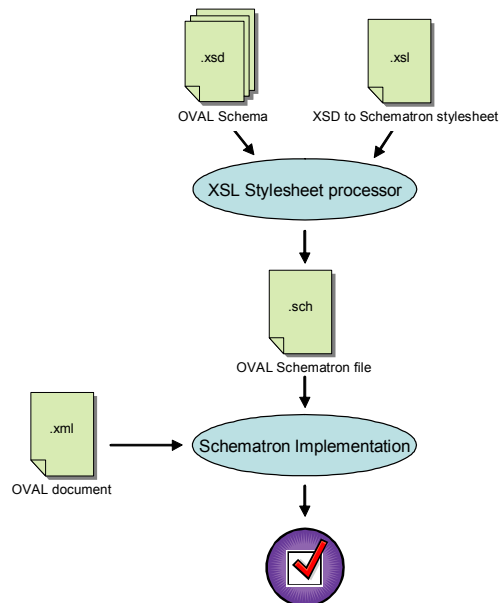 .xsd
.xsl
OVAL Schema
XSD to Schematron stylesheet
XSL Stylesheet processor
.sch
OVAL Schematron file
.xml
Schematron Implementation
OVAL document